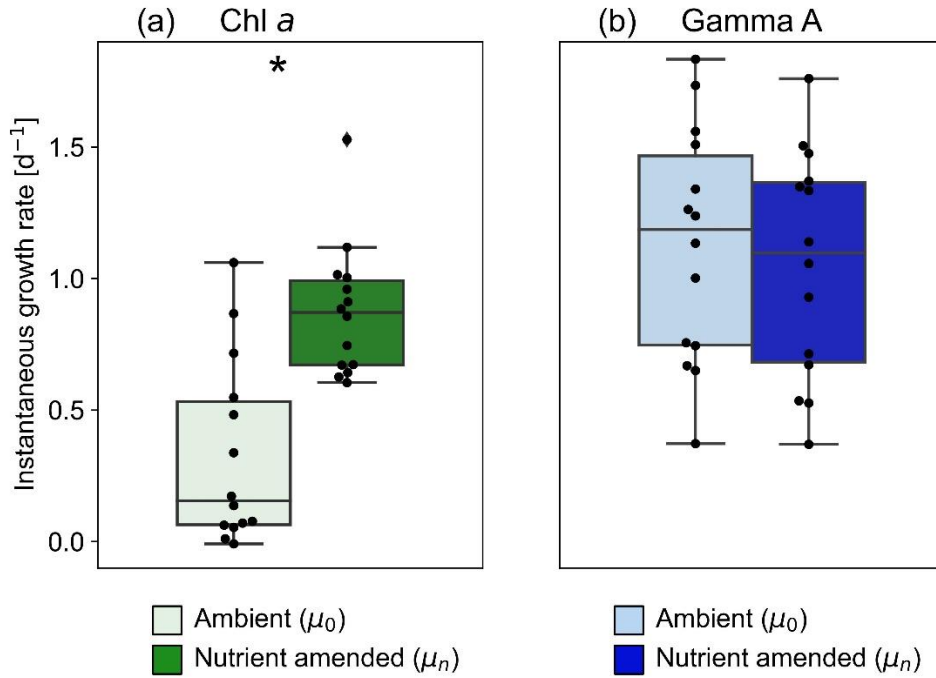 (a) Chl a
(b) Gamma A
*
Instantaneous growth rate [d⁻¹]
1.5
1.0
0.5
0.0
Ambient (μ₀)
Nutrient amended (μₙ)
Ambient (μ₀)
Nutrient amended (μₙ)